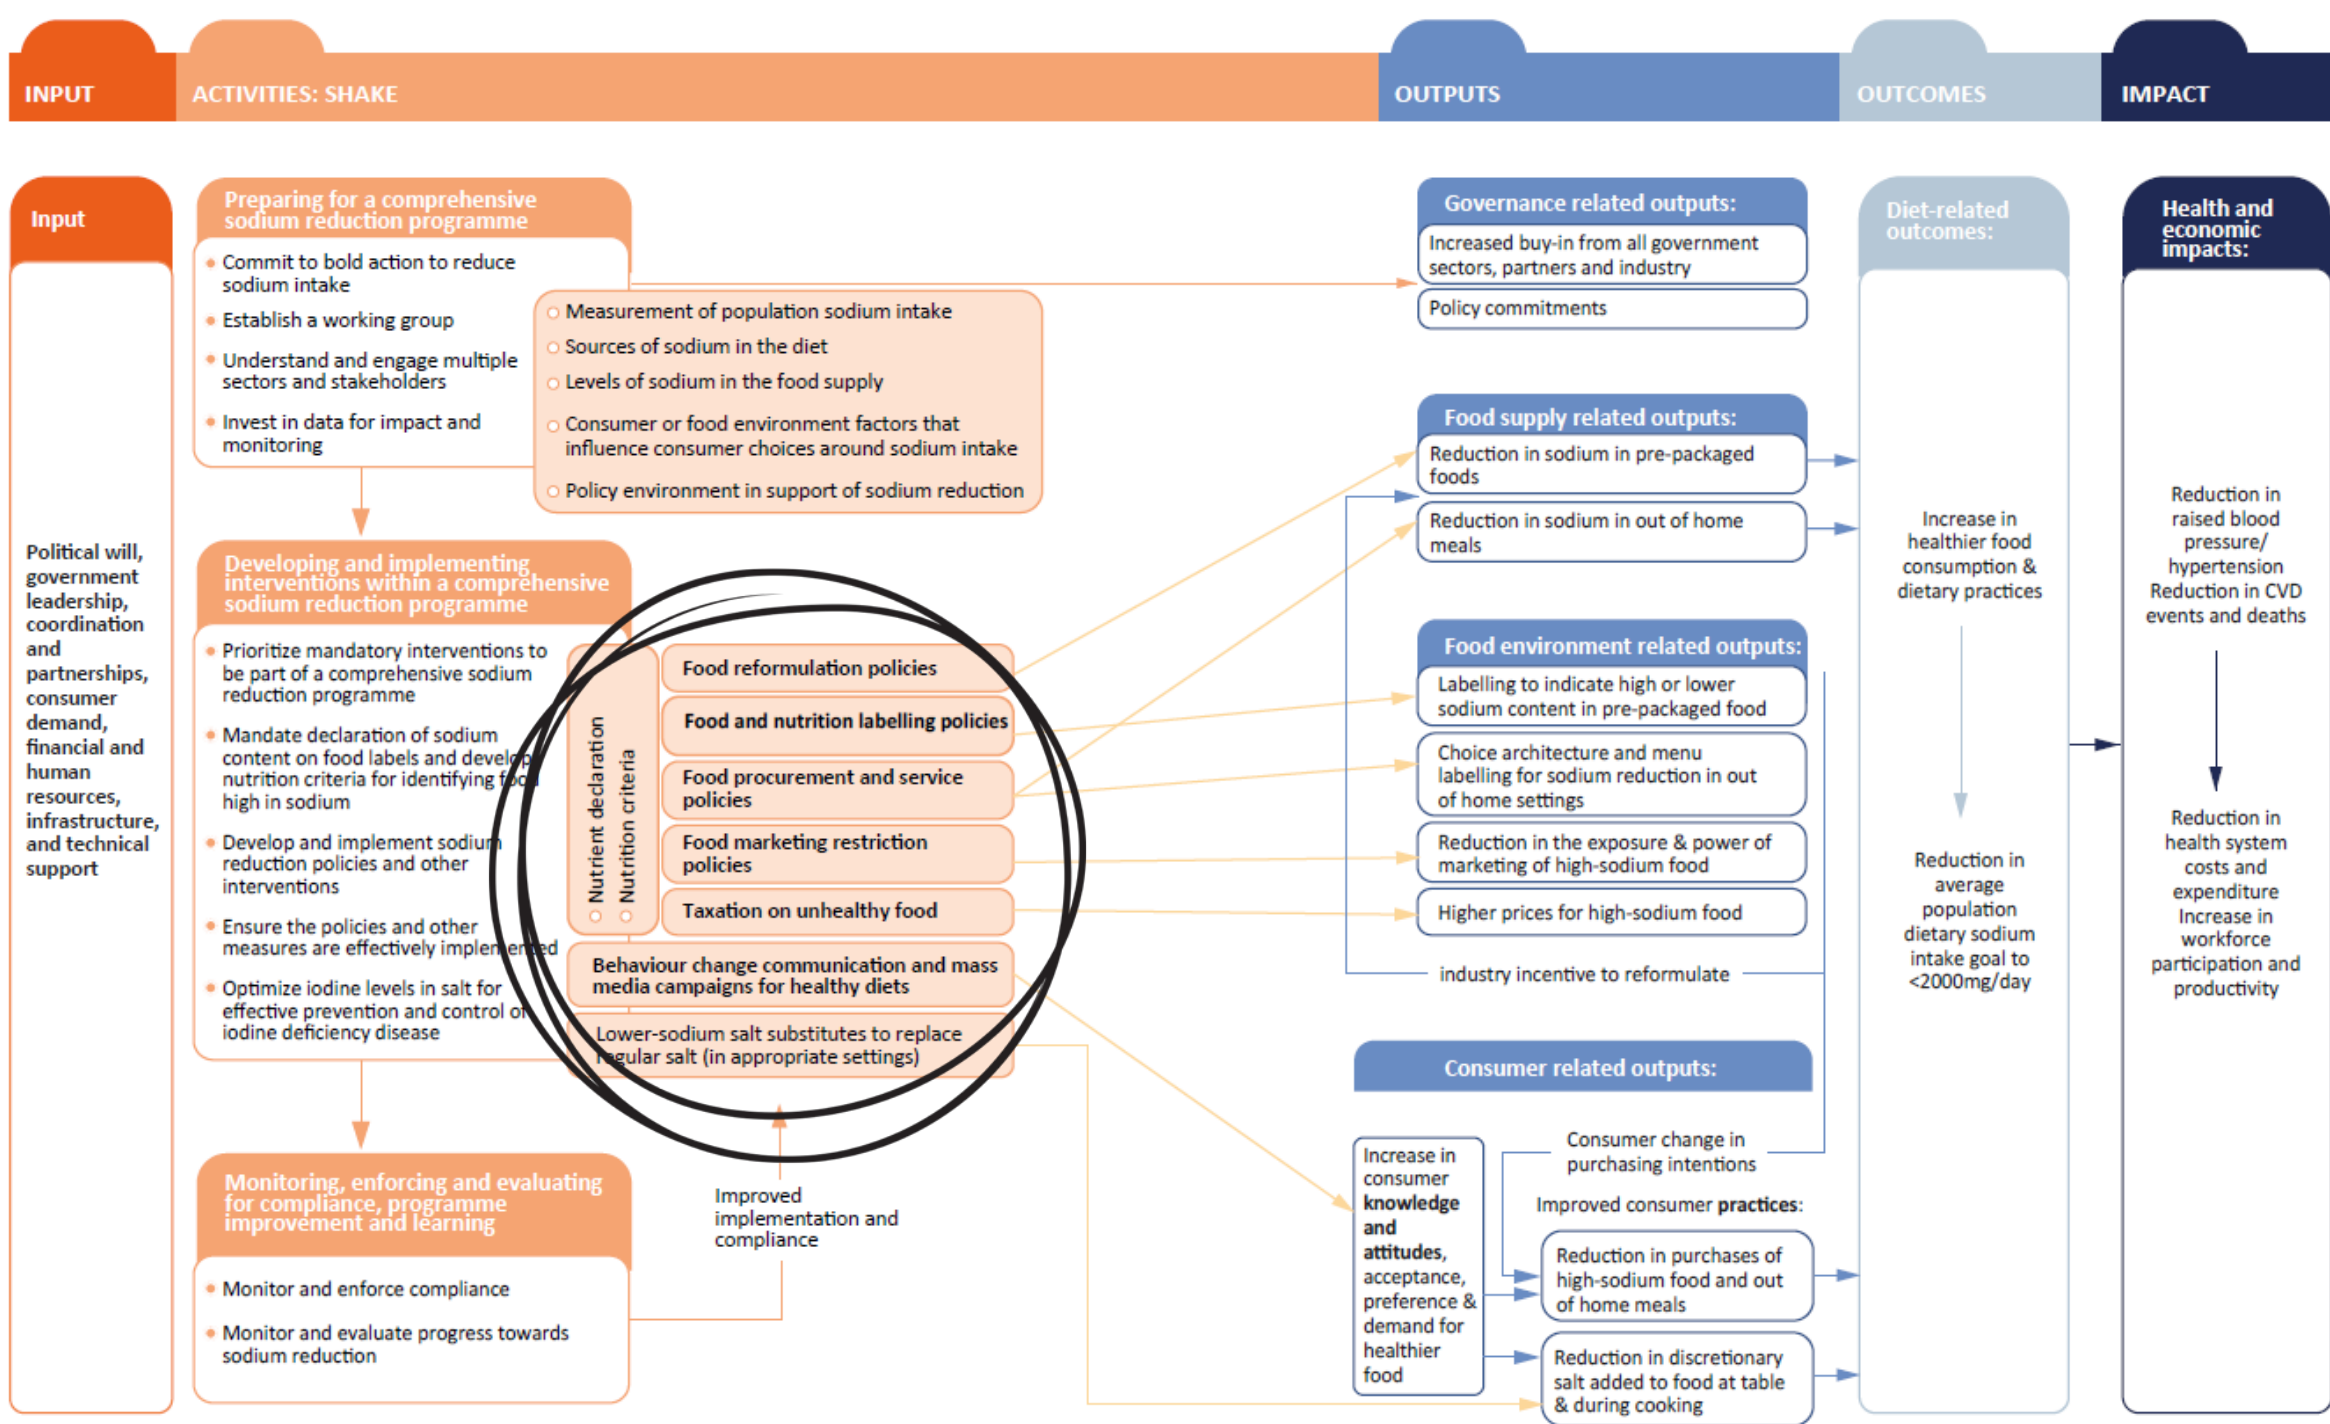 INPUT
ACTIVITIES: SHAKE
OUTPUTS
OUTCOMES
IMPACT
Input
Political will,
government
leadership,
coordination
and
partnerships,
consumer
demand,
financial and
human
resources,
infrastructure,
and technical
support
Preparing for a comprehensive
sodium reduction programme
Commit to bold action to reduce
sodium intake
Establish a working group
Understand and engage multiple
sectors and stakeholders
Invest in data for impact and
monitoring
Measurement of population sodium intake
Sources of sodium in the diet
Levels of sodium in the food supply
Consumer or food environment factors that
influence consumer choices around sodium intake
Policy environment in support of sodium reduction
Developing and implementing
interventions within a comprehensive
sodium reduction programme
Prioritize mandatory interventions to
be part of a comprehensive sodium
reduction programme
Mandate declaration of sodium
content on food labels and develop
nutrition criteria for identifying food
high in sodium
Develop and implement sodium
reduction policies and other
interventions
Ensure the policies and other
measures are effectively implemented
Optimize iodine levels in salt for
effective prevention and control of
iodine deficiency disease
Nutrient declaration
Nutrition criteria
Food reformulation policies
Food and nutrition labelling policies
Food procurement and service
policies
Food marketing restriction
policies
Taxation on unhealthy food
Behaviour change communication and mass
media campaigns for healthy diets
Lower-sodium salt substitutes to replace
regular salt (in appropriate settings)
Monitoring, enforcing and evaluating
for compliance, programme
improvement and learning
Monitor and enforce compliance
Monitor and evaluate progress towards
sodium reduction
Improved
implementation and
compliance
Governance related outputs:
Increased buy-in from all government
sectors, partners and industry
Policy commitments
Food supply related outputs:
Reduction in sodium in pre-packaged
foods
Reduction in sodium in out of home
meals
Food environment related outputs:
Labelling to indicate high or lower
sodium content in pre-packaged food
Choice architecture and menu
labelling for sodium reduction in out
of home settings
Reduction in the exposure & power of
marketing of high-sodium food
Higher prices for high-sodium food
industry incentive to reformulate
Consumer related outputs:
Increase in
consumer
knowledge
and
attitudes,
acceptance,
preference &
demand for
healthier
food
Consumer change in
purchasing intentions
Improved consumer practices:
Reduction in purchases of
high-sodium food and out
of home meals
Reduction in discretionary
salt added to food at table
& during cooking
Diet-related
outcomes:
Increase in
healthier food
consumption &
dietary practices
Reduction in
average
population
dietary sodium
intake goal to
<2000mg/day
Health and
economic
impacts:
Reduction in
raised blood
pressure/
hypertension
Reduction in CVD
events and deaths
Reduction in
health system
costs and
expenditure
Increase in
workforce
participation and
productivity